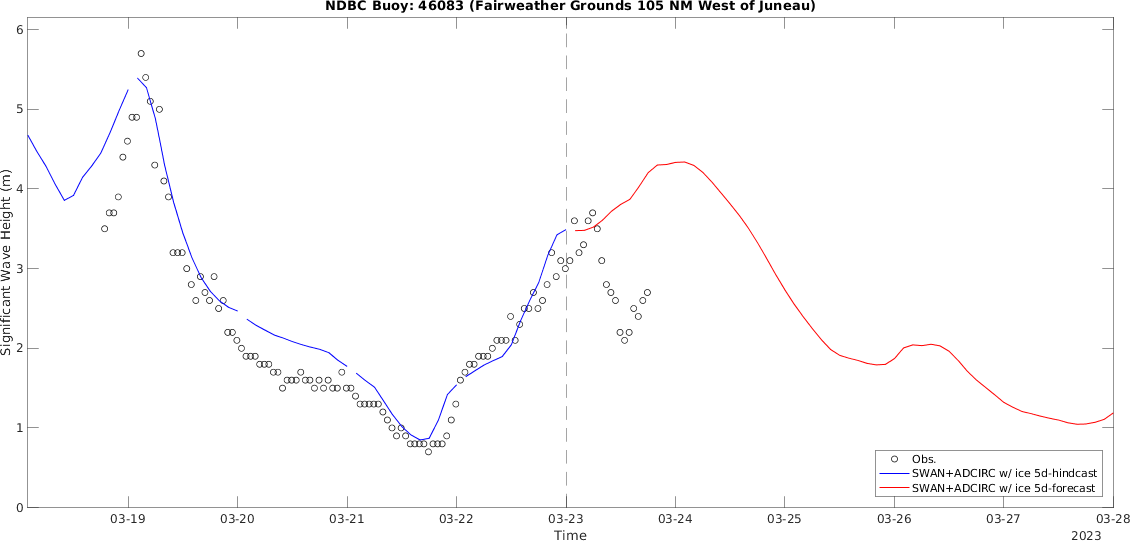 NDBC Buoy: 46083 (Fairweather Grounds 105 NM West of Juneau)
Significant Wave Height (m)
6
5
4
3
2
1
0
Obs.
SWAN+ADCIRC w/ ice 5d-hindcast
SWAN+ADCIRC w/ ice 5d-forecast
03-19 03-20 03-21 03-22 03-23 03-24 03-25 03-26 03-27 03-28
Time
2023